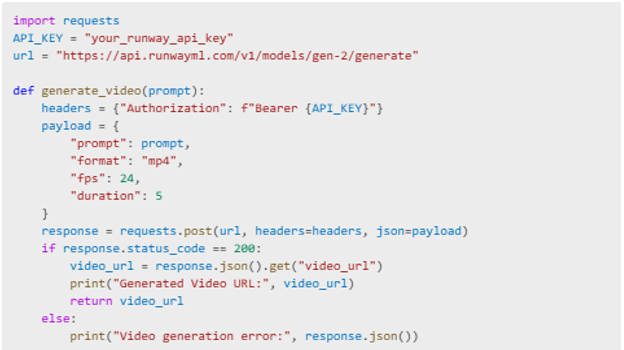 import requests
API_KEY = "your_runway_api_key"
url = "https://api.runwayml.com/v1/models/gen-2/generate"

def generate_video(prompt):
    headers = {"Authorization": f"Bearer {API_KEY}"}
    payload = {
        "prompt": prompt,
        "format": "mp4",
        "fps": 24,
        "duration": 5
    }
    response = requests.post(url, headers=headers, json=payload)
    if response.status_code == 200:
        video_url = response.json().get("video_url")
        print("Generated Video URL:", video_url)
        return video_url
    else:
        print("Video generation error:", response.json())